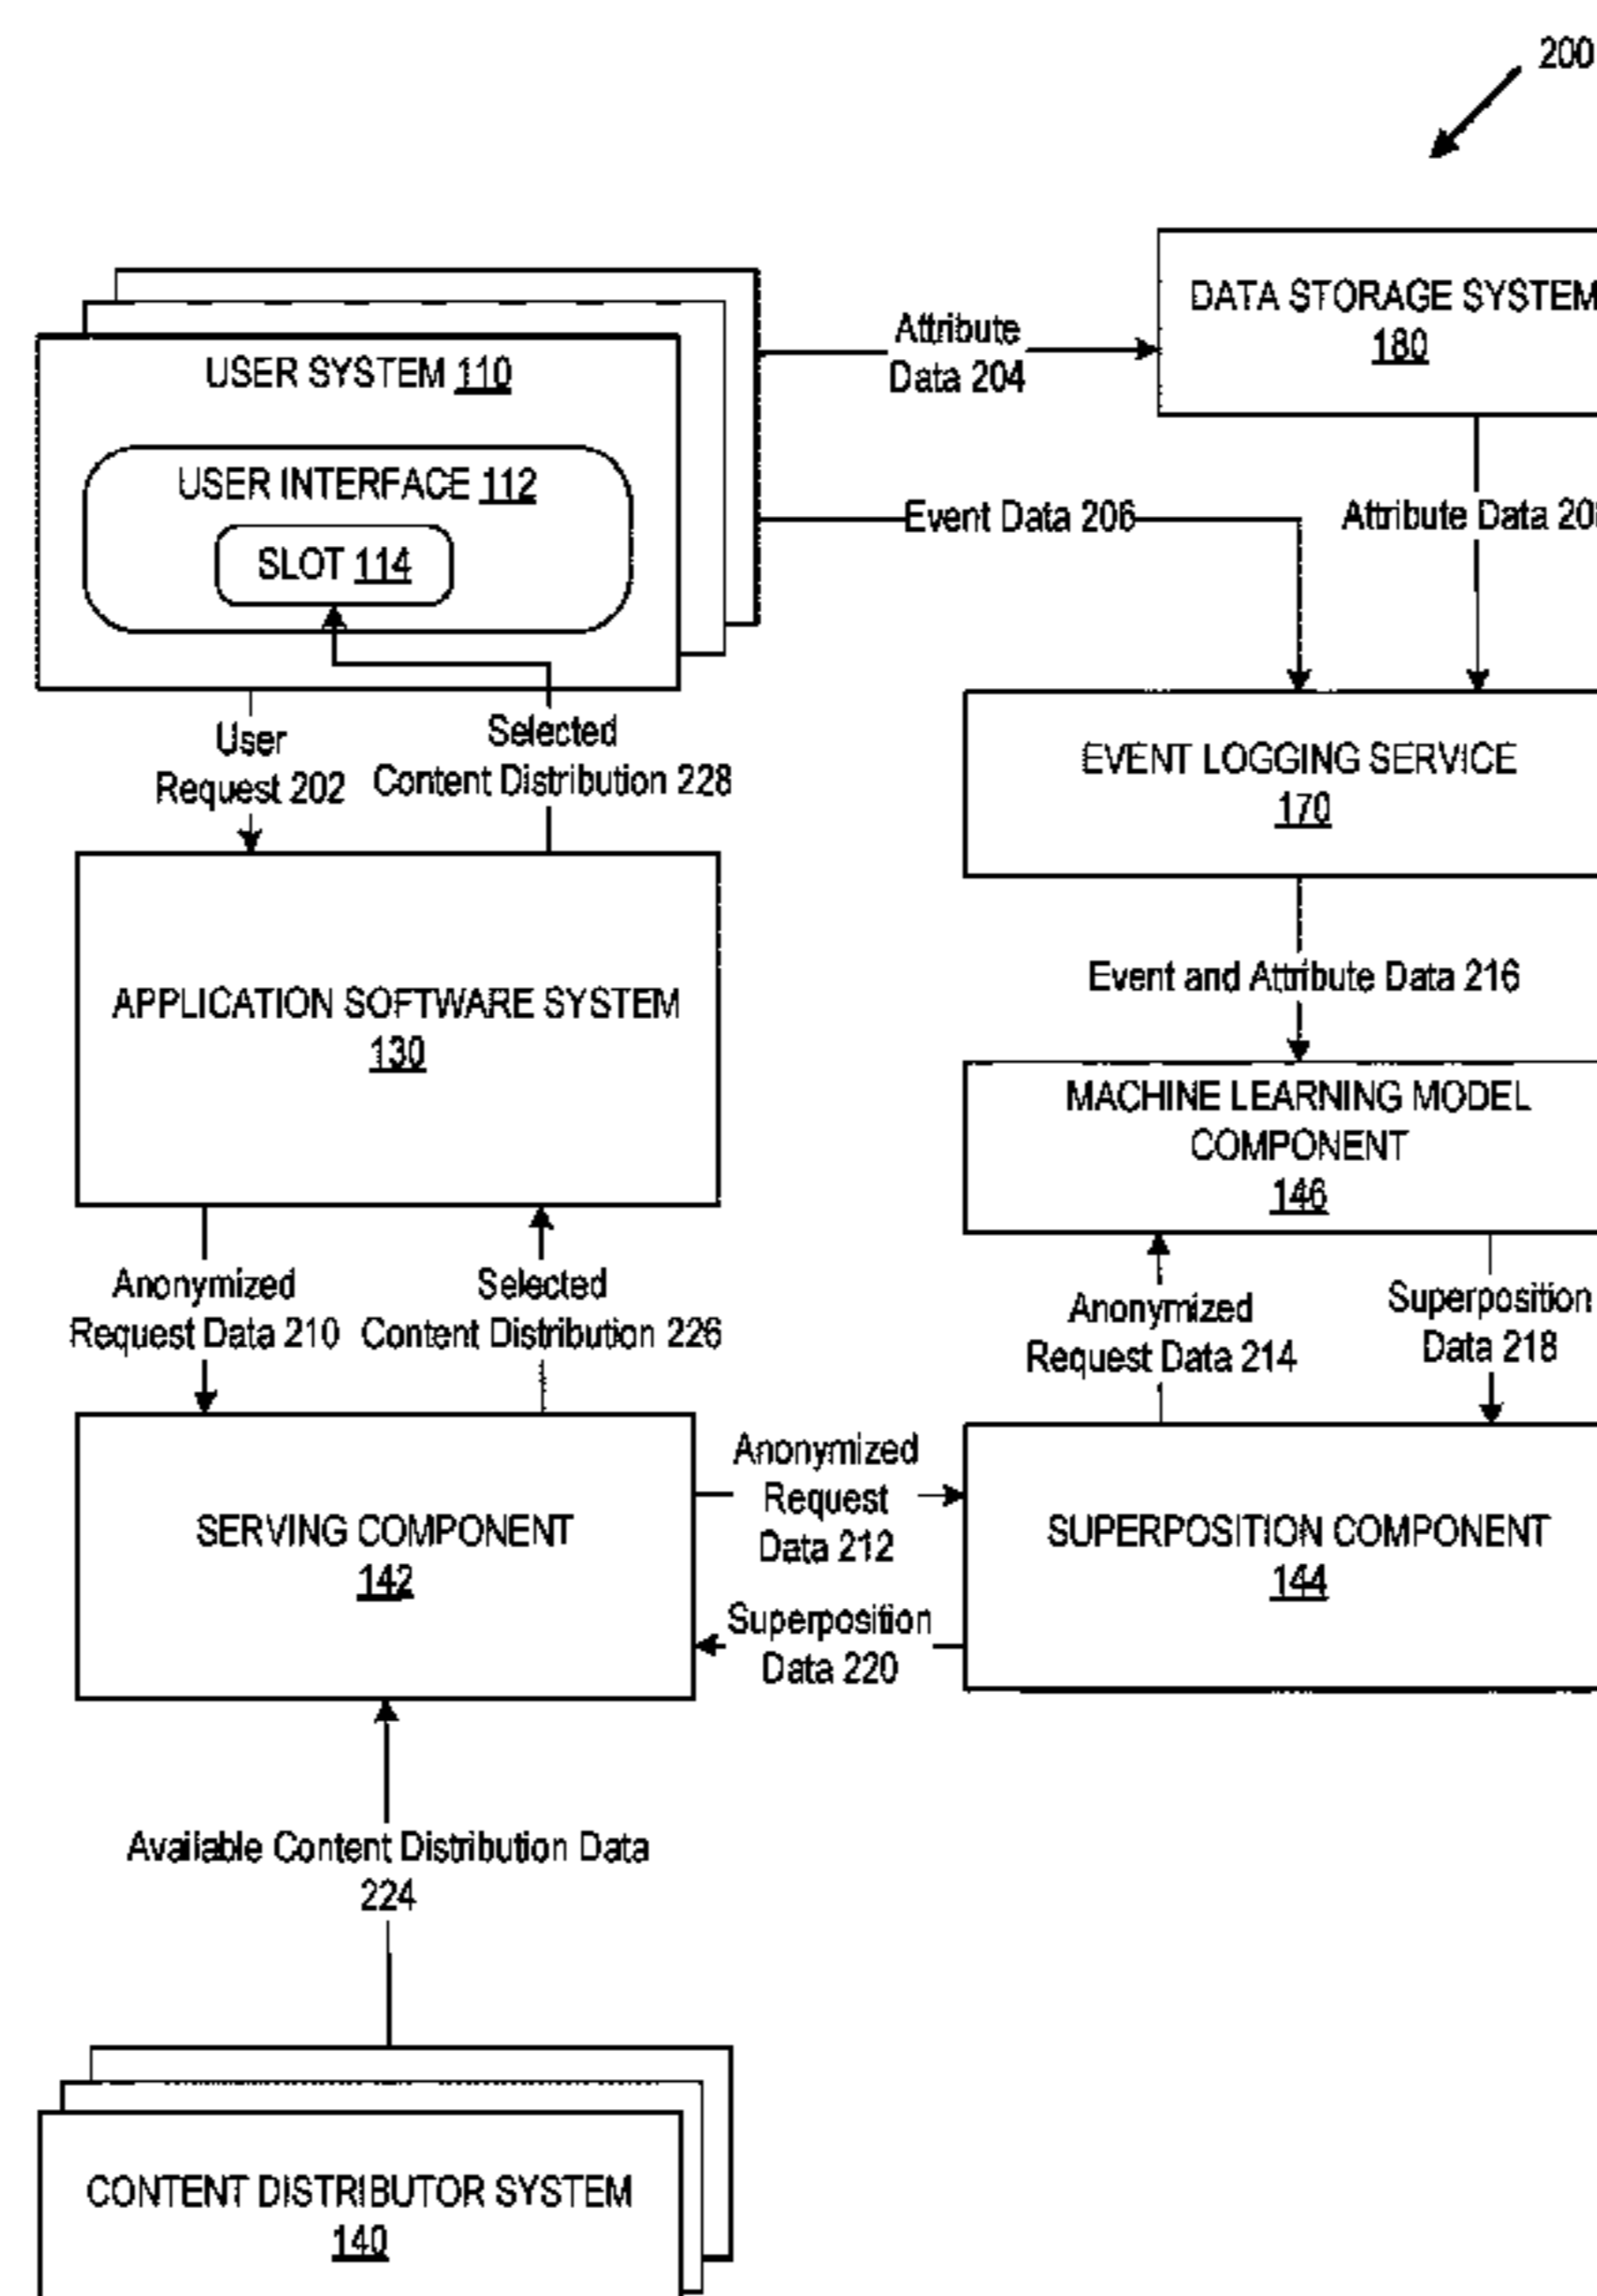 200
DATA STORAGE SYSTEM
180
USER SYSTEM 110
Attribute
Data 204
USER INTERFACE 112
SLOT 114
Event Data 206
Attribute Data
User
Request 202
Selected
Content Distribution 228
EVENT LOGGING SERVICE
170
APPLICATION SOFTWARE SYSTEM
130
Event and Attribute Data 216
MACHINE LEARNING MODEL
COMPONENT
146
Anonymized
Request Data 210
Selected
Content Distribution 226
Anonymized
Request Data 214
Superposition
Data 218
SERVING COMPONENT
142
Anonymized
Request
Data 212
Superposition
Data 220
SUPERPOSITION COMPONENT
144
Available Content Distribution Data
224
CONTENT DISTRIBUTOR SYSTEM
140